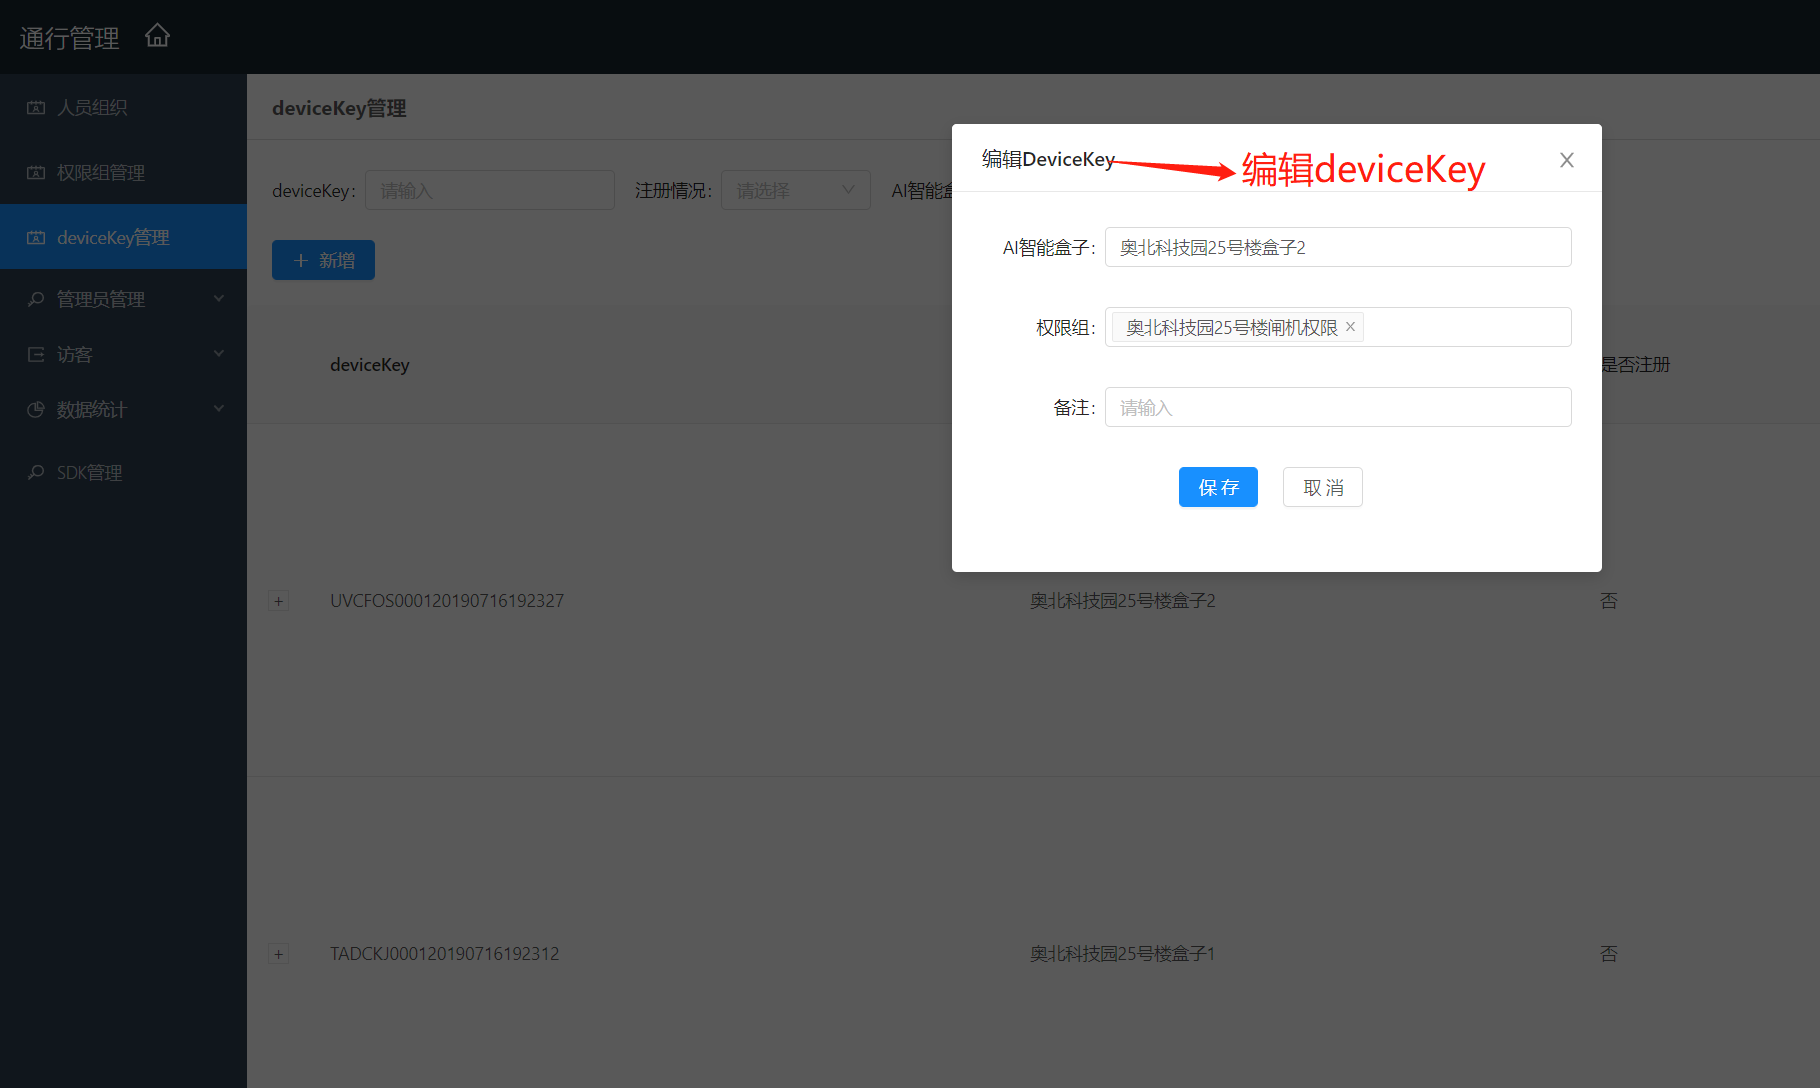 通行管理
人员组织
权限组管理
deviceKey管理
管理员管理
访客
数据统计
SDK管理
deviceKey管理
deviceKey: 请输入 注册情况: 请选择 AI智能盒
+ 新增
deviceKey 是否注册
+ UVCFOS000120190716192327 奥北科技园25号楼盒子2 否
+ TADCKJ000120190716192312 奥北科技园25号楼盒子1 否
编辑DeviceKey 编辑deviceKey
AI智能盒子: 奥北科技园25号楼盒子2
权限组: 奥北科技园25号楼闸机权限 ×
备注: 请输入
保存 取消